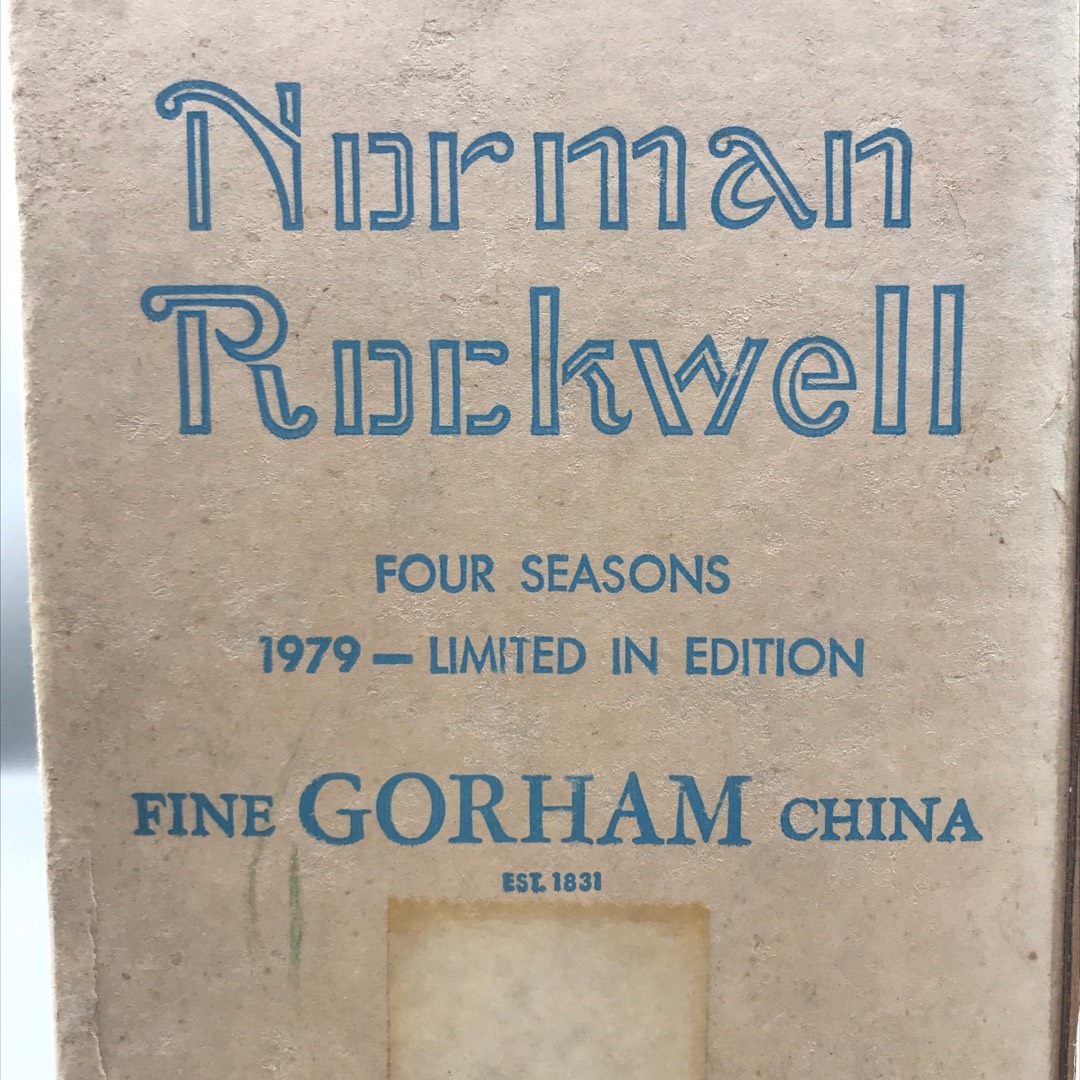 Norman
Rockwell
FOUR SEASONS
1979 — LIMITED IN EDITION
FINE GORHAM CHINA
EST. 1831